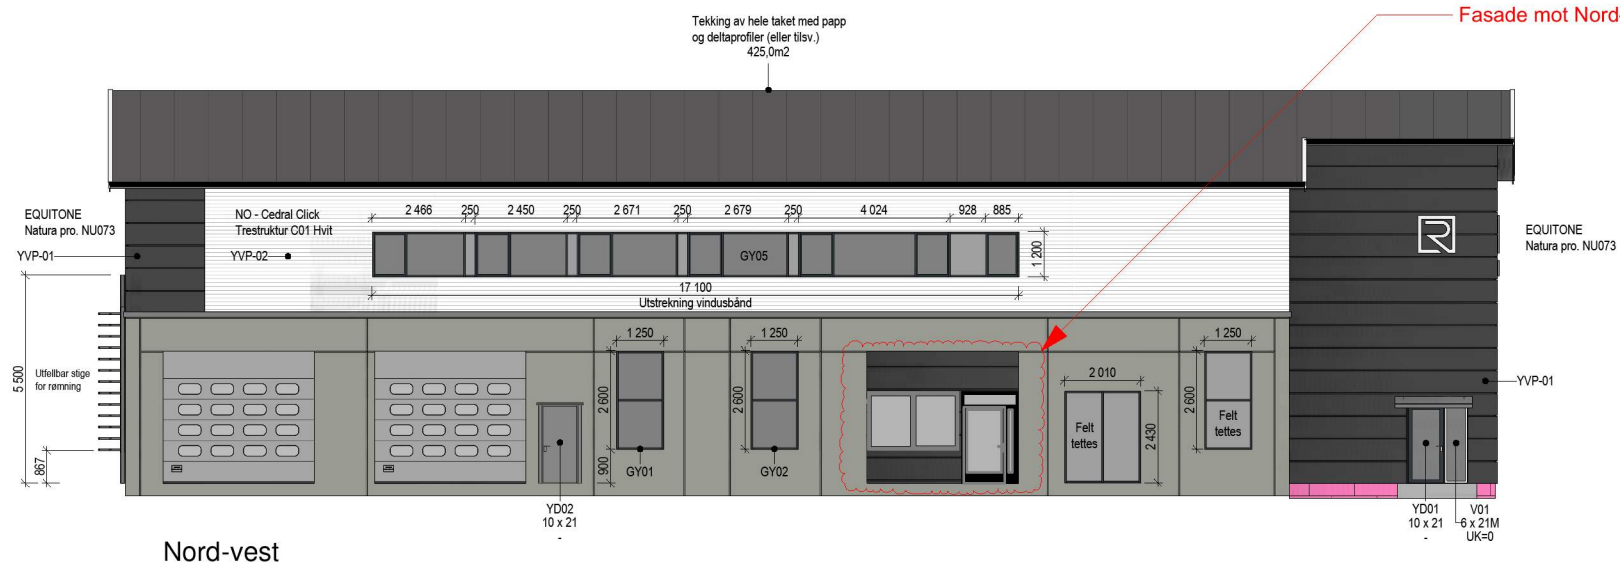 Tekking av hele taket med papp
og deltaprofiler (eller tilsv.)
425,0m2
Fasade mot Nord-
EQUITONE
Natura pro. NU073
YVP-01
NO - Cedral Click
Trestruktur C01 Hvit
YVP-02
2 466
250
2 450
250
2 671
250
2 679
250
4 024
928
885
GY05
1 200
17 100
Utstrekning vindusbånd
EQUITONE
Natura pro. NU073
R
5 500
Utfellbar stige
for rømning
867
1 250
2 600
900
GY01
1 250
2 600
GY02
2 010
Felt
tettes
2 430
1 250
2 600
Felt
tettes
YVP-01
YD02
10 x 21
-
YD01
10 x 21
-
V01
6 x 21M
UK=0
Nord-vest